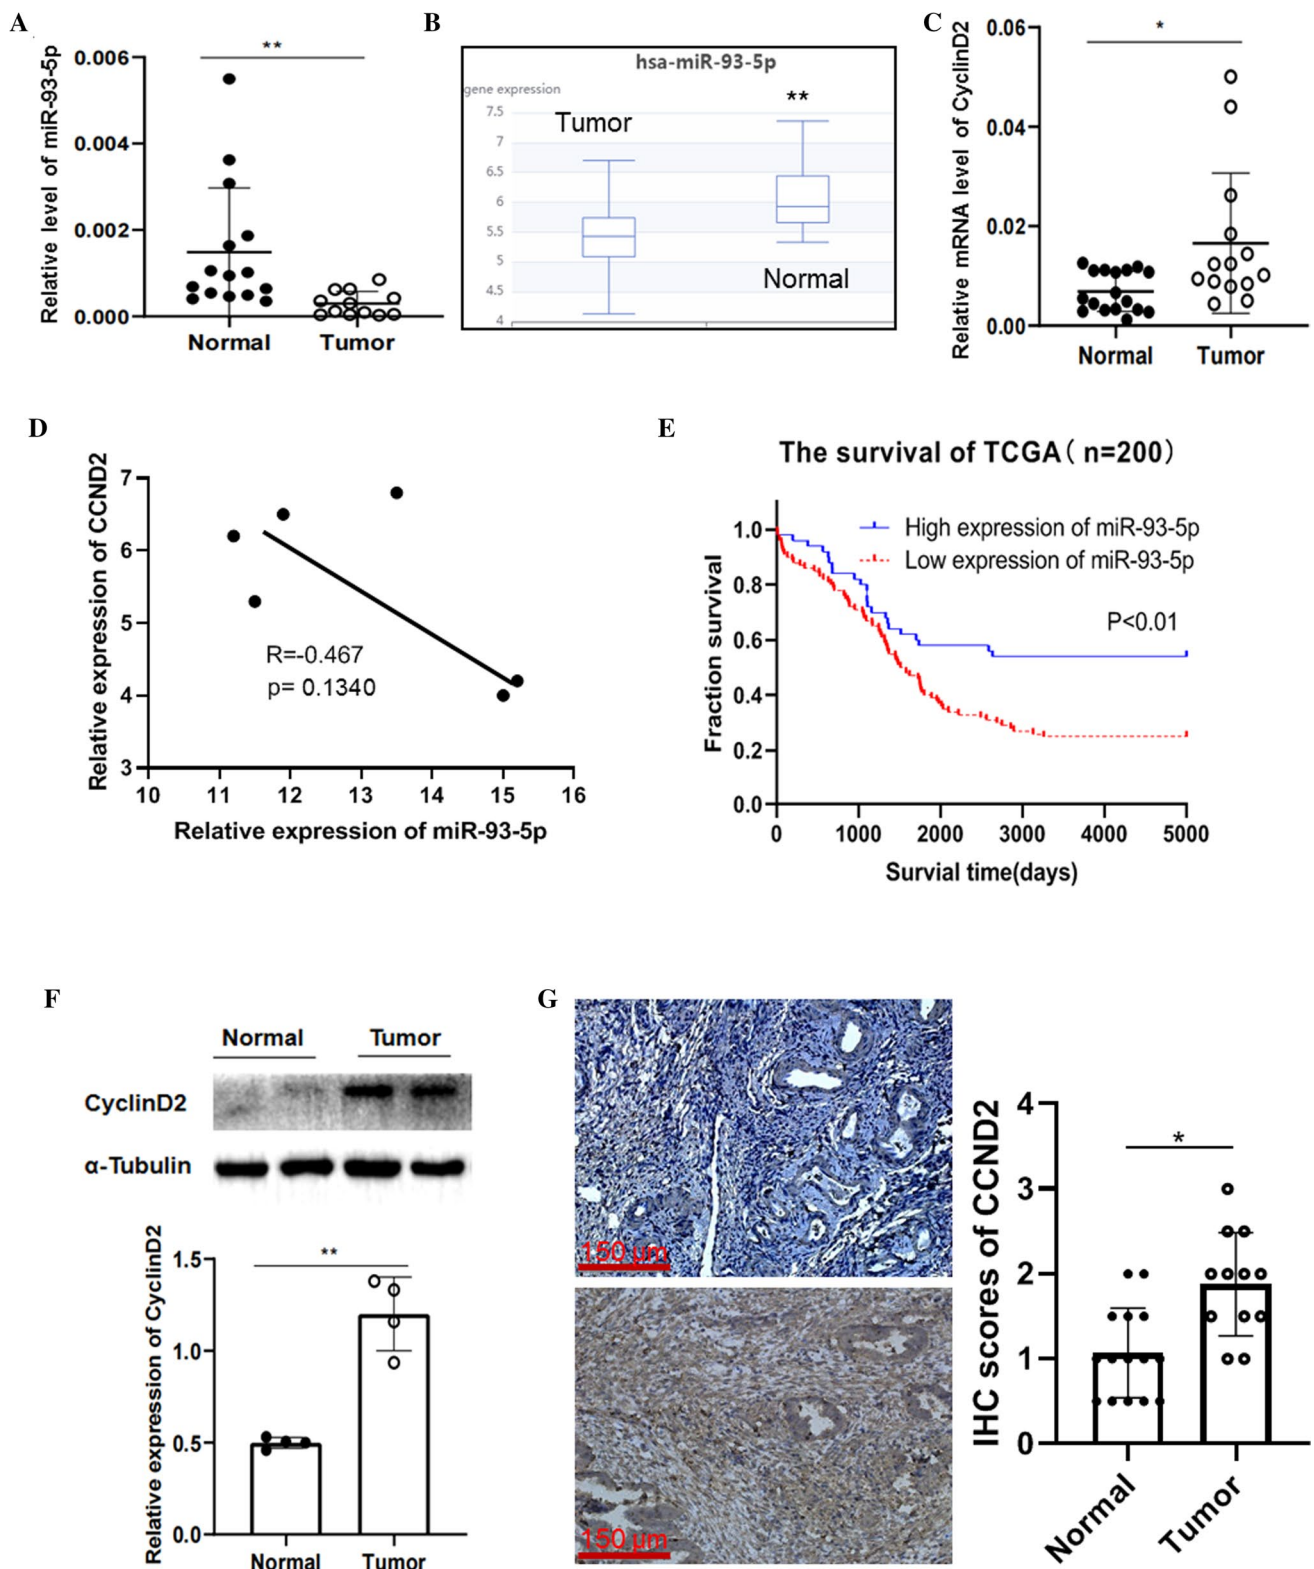 A
Relative level of miR-93-5p
0.006
0.004
0.002
0.000
**
Normal
Tumor
B
hsa-miR-93-5p
gene expression
7.5
7
6.5
6
5.5
5
4.5
4
Tumor
**
Normal
C
Relative mRNA level of CyclinD2
0.06
0.04
0.02
0.00
*
Normal
Tumor
D
Relative expression of CCND2
7
6
5
4
3
R=-0.467
p= 0.1340
10 11 12 13 14 15 16
Relative expression of miR-93-5p
E
The survival of TCGA( n=200)
High expression of miR-93-5p
Low expression of miR-93-5p
P<0.01
Fraction survival
1.0
0.8
0.6
0.4
0.2
0.0
0 1000 2000 3000 4000 5000
Survial time(days)
F
Normal Tumor
CyclinD2
α-Tubulin
Relative expression of CyclinD2
1.5
1.0
0.5
0.0
**
Normal
Tumor
G
150 μm
150 μm
IHC scores of CCND2
4
3
2
1
0
*
Normal
Tumor